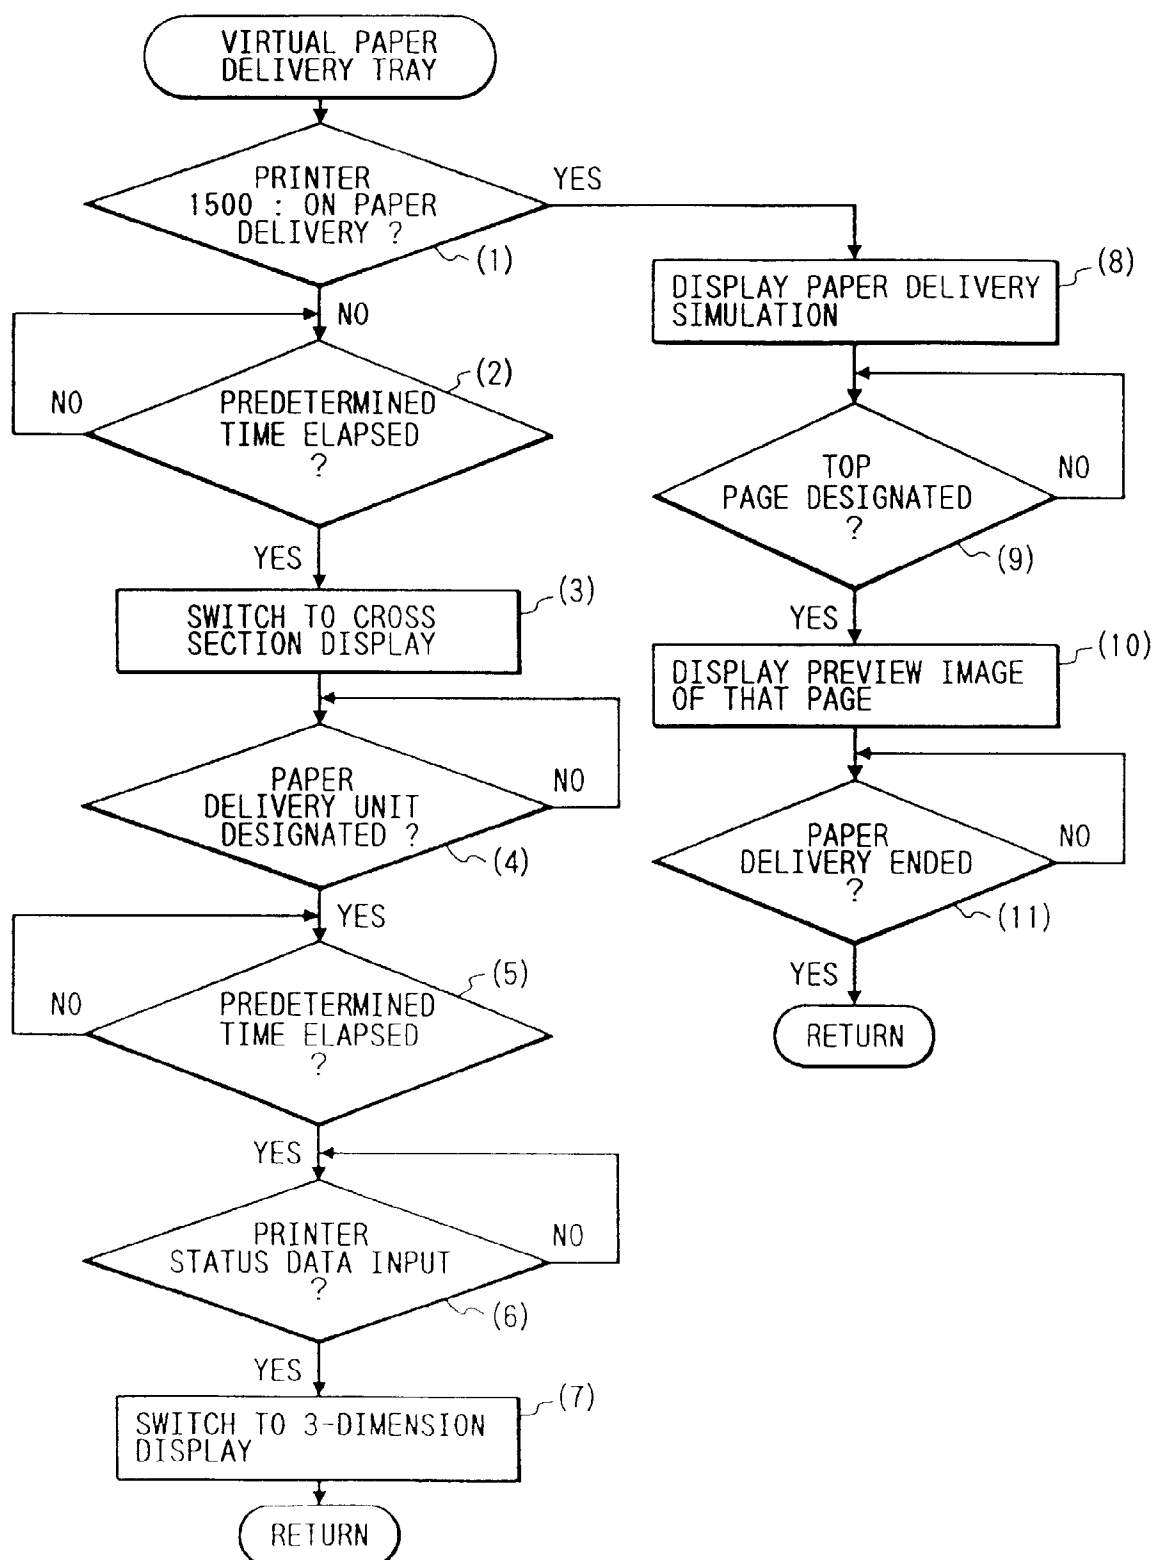 VIRTUAL PAPER
DELIVERY TRAY
PRINTER
1500 : ON PAPER
DELIVERY ?
(1)
YES
NO
(2)
PREDETERMINED
TIME ELAPSED
?
NO
YES
(3)
SWITCH TO CROSS
SECTION DISPLAY
PAPER
DELIVERY UNIT
DESIGNATED ?
NO
(4)
YES
(5)
PREDETERMINED
TIME ELAPSED
?
NO
YES
PRINTER
STATUS DATA INPUT
?
NO
(6)
YES
(7)
SWITCH TO 3-DIMENSION
DISPLAY
RETURN
(8)
DISPLAY PAPER DELIVERY
SIMULATION
TOP
PAGE DESIGNATED
?
NO
(9)
YES
(10)
DISPLAY PREVIEW IMAGE
OF THAT PAGE
PAPER
DELIVERY ENDED
?
NO
(11)
YES
RETURN